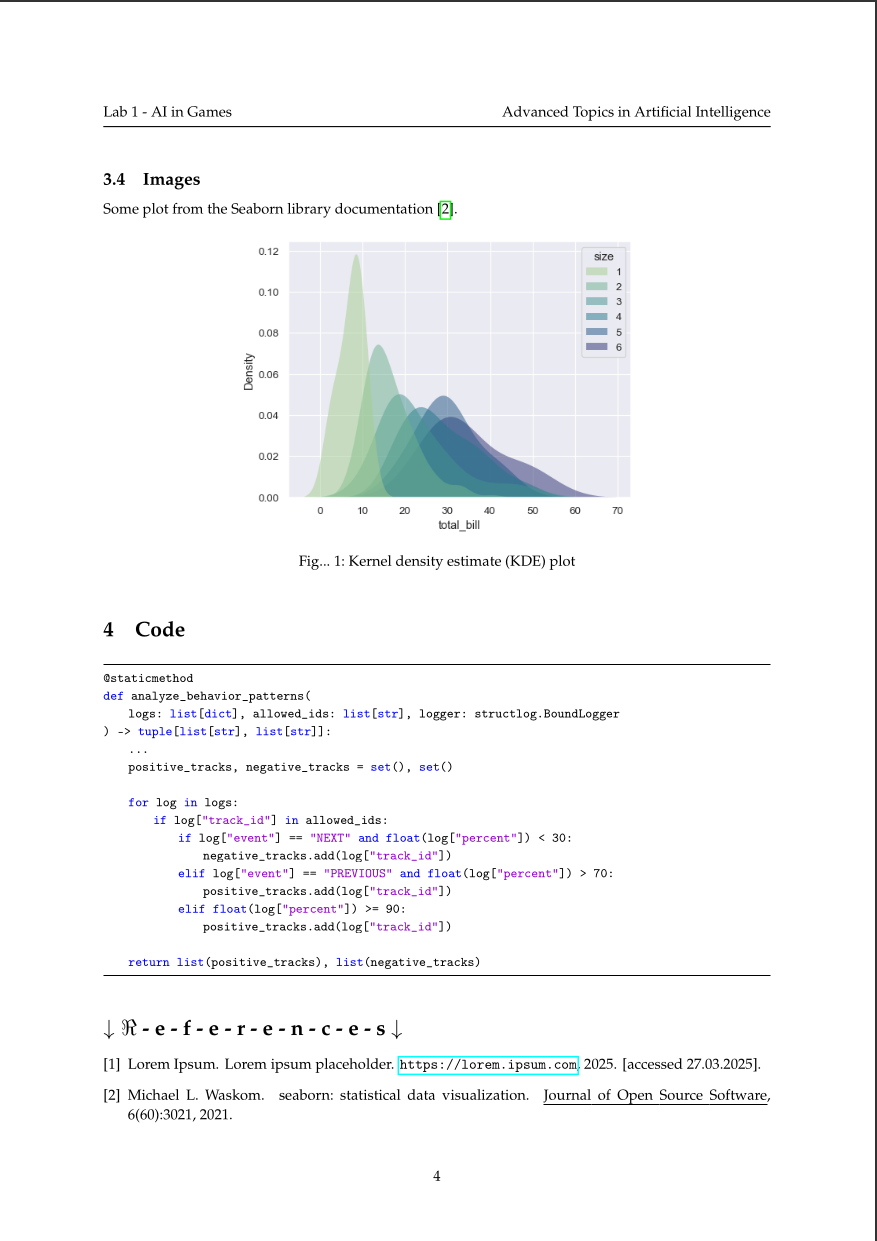 Lab 1 - AI in Games
Advanced Topics in Artificial Intelligence
3.4 Images
Some plot from the Seaborn library documentation [2].
0.12
0.10
0.08
0.06
0.04
0.02
0.00
Density
size
1
2
3
4
5
6
0 10 20 30 40 50 60 70
total_bill
Fig... 1: Kernel density estimate (KDE) plot
4 Code
@staticmethod
def analyze_behavior_patterns(
    logs: list[dict], allowed_ids: list[str], logger: structlog.BoundLogger
) -> tuple[list[str], list[str]]:
    ...
    positive_tracks, negative_tracks = set(), set()
    for log in logs:
        if log["track_id"] in allowed_ids:
            if log["event"] == "NEXT" and float(log["percent"]) < 30:
                negative_tracks.add(log["track_id"])
            elif log["event"] == "PREVIOUS" and float(log["percent"]) > 70:
                positive_tracks.add(log["track_id"])
            elif float(log["percent"]) >= 90:
                positive_tracks.add(log["track_id"])
    return list(positive_tracks), list(negative_tracks)
↓ ℜ - e - f - e - r - e - n - c - e - s ↓
[1] Lorem Ipsum. Lorem ipsum placeholder. https://lorem.ipsum.com, 2025. [accessed 27.03.2025].
[2] Michael L. Waskom. seaborn: statistical data visualization. Journal of Open Source Software,
6(60):3021, 2021.
4